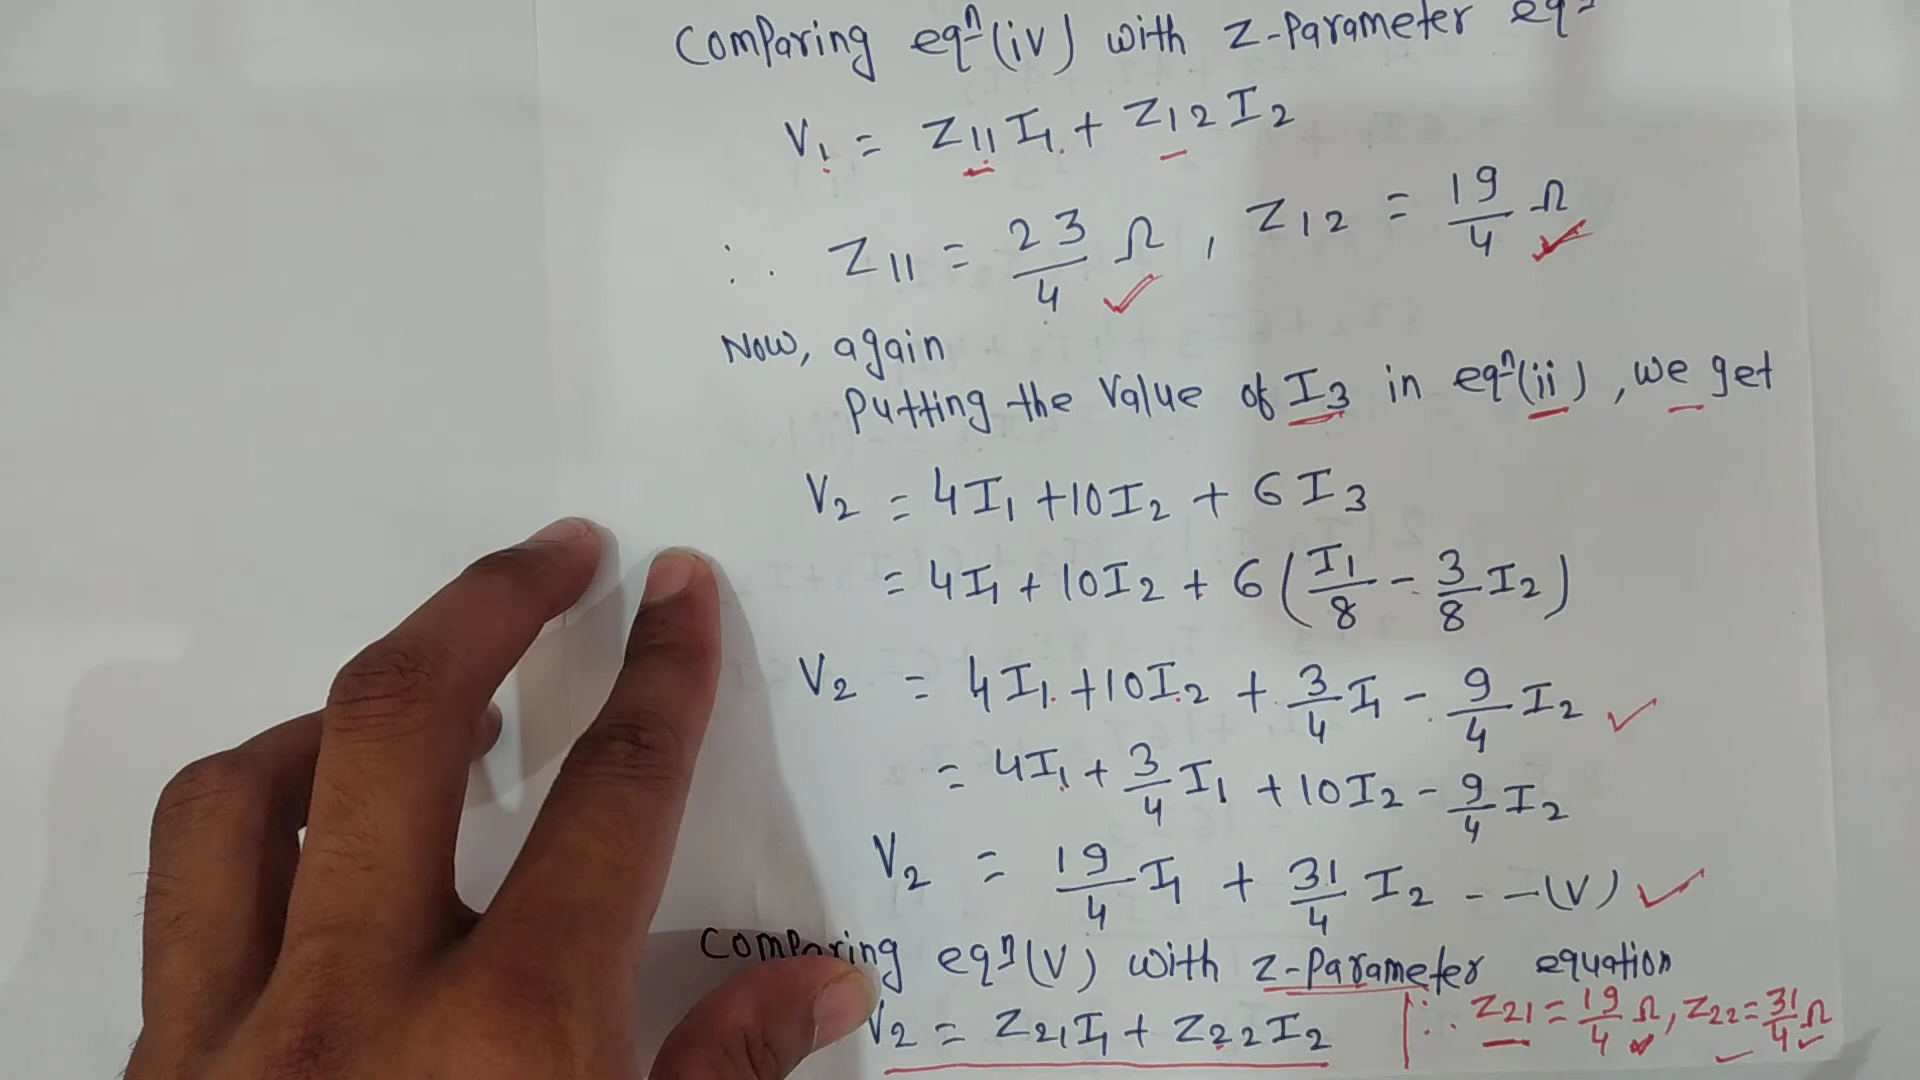 Comparing eqⁿ(iv) with Z-Parameter eqⁿ
V₁ = Z₁₁I₁ + Z₁₂I₂
∴ Z₁₁ = 23/4 Ω, Z₁₂ = 19/4 Ω
Now, again
Putting the value of I₃ in eqⁿ(ii), we get
V₂ = 4I₁ + 10I₂ + 6I₃
= 4I₁ + 10I₂ + 6(I₁/8 - 3/8 I₂)
V₂ = 4I₁ + 10I₂ + 3/4 I₁ - 9/4 I₂
= 4I₁ + 3/4 I₁ + 10I₂ - 9/4 I₂
V₂ = 19/4 I₁ + 31/4 I₂ - - (V)
Comparing eqⁿ(V) with Z-Parameter equation
V₂ = Z₂₁I₁ + Z₂₂I₂ ∴ Z₂₁ = 19/4 Ω, Z₂₂ = 31/4 Ω